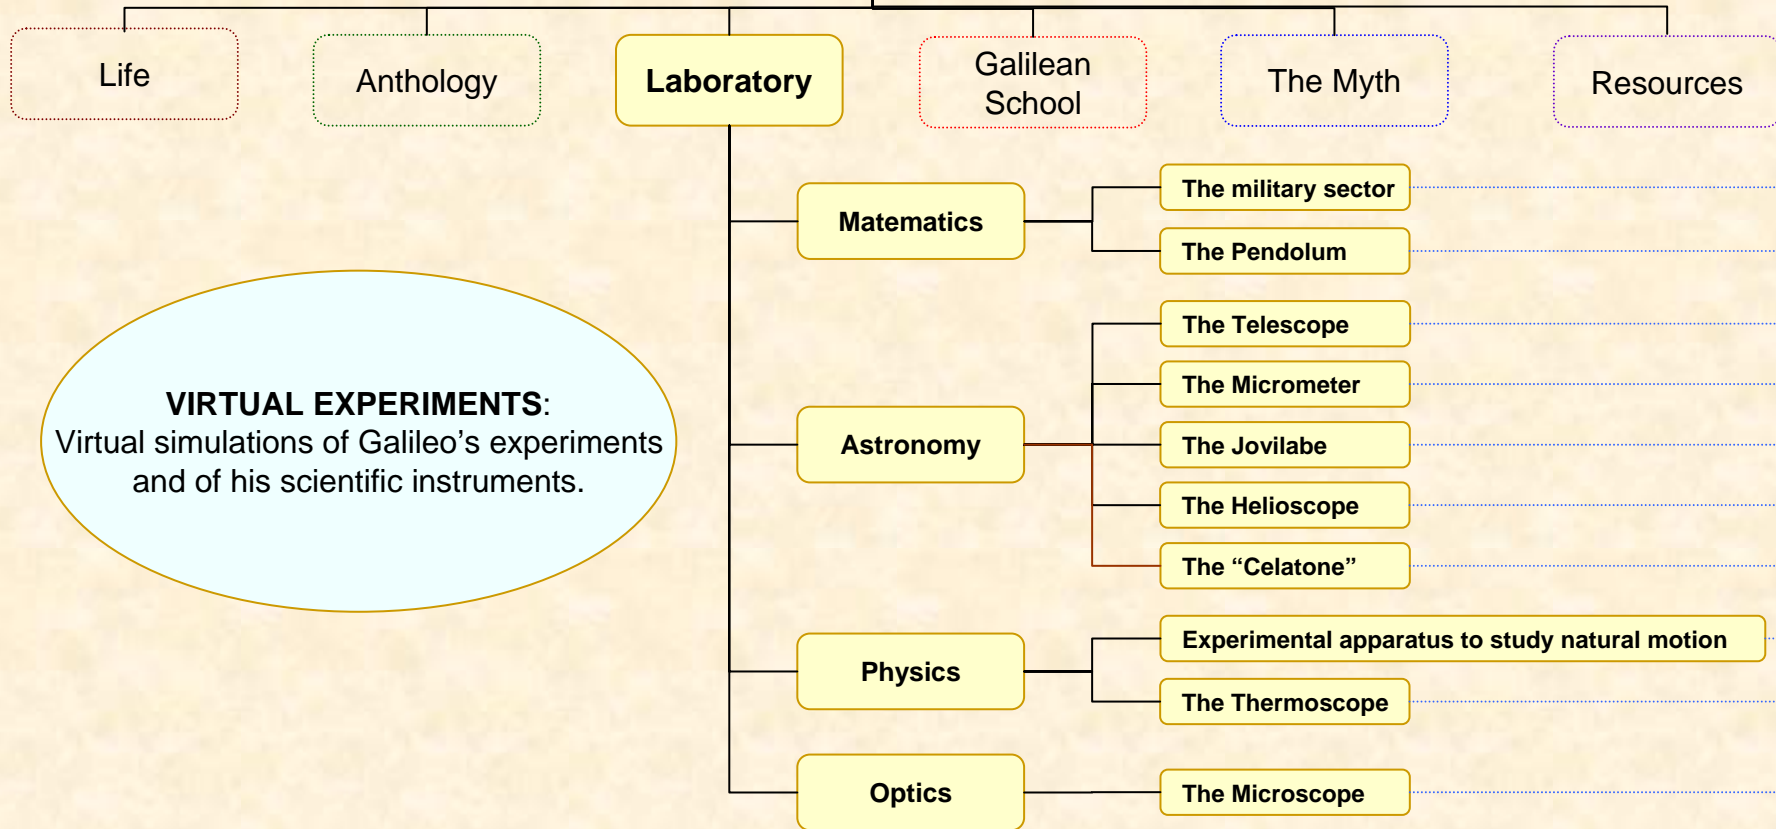 Life
Anthology
Laboratory
Galilean
School
The Myth
Resources
Matematics
The military sector
The Pendolum
VIRTUAL EXPERIMENTS:
Virtual simulations of Galileo’s experiments
and of his scientific instruments.
Astronomy
The Telescope
The Micrometer
The Jovilabe
The Helioscope
The “Celatone”
Physics
Experimental apparatus to study natural motion
The Thermoscope
Optics
The Microscope